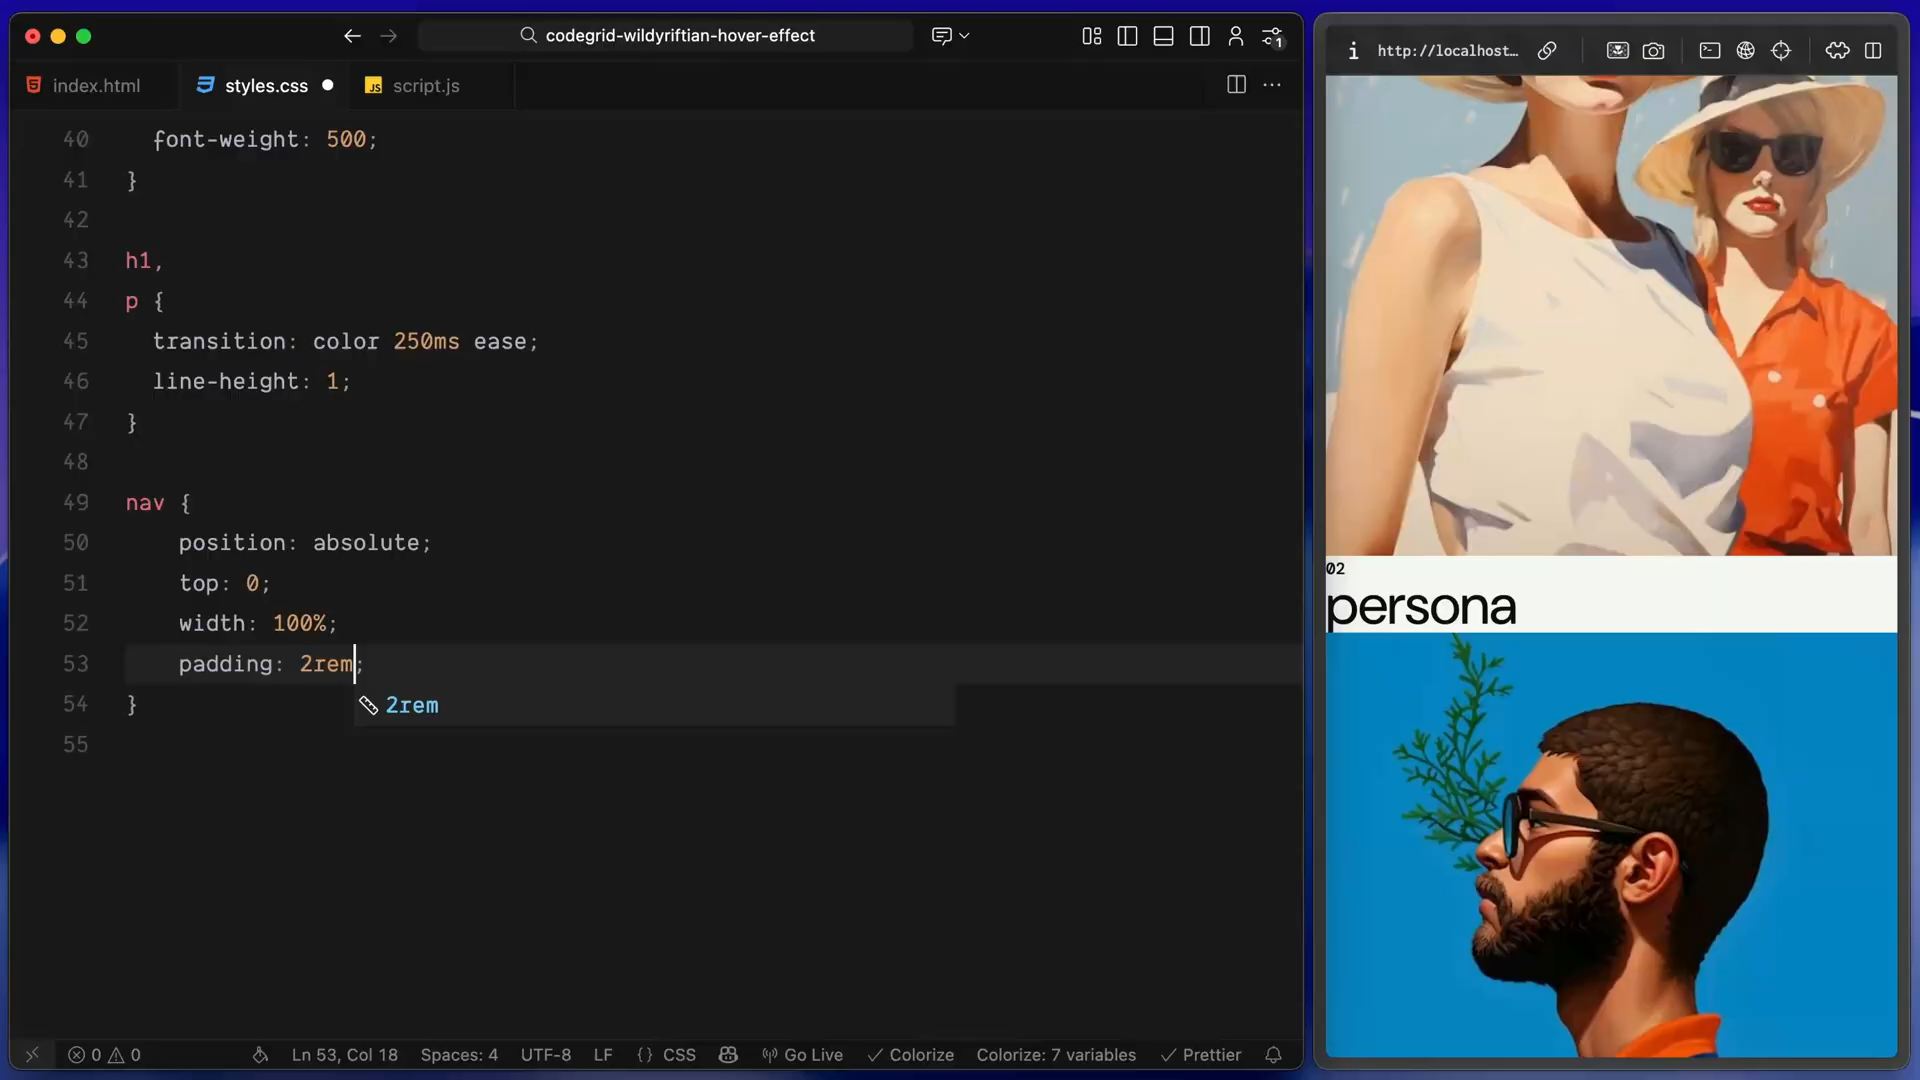 codegrid-wildyriftian-hover-effect
1
index.html
styles.css
JS script.js
40 font-weight: 500;
41 }
42
43 h1,
44 p {
45 transition: color 250ms ease;
46 line-height: 1;
47 }
48
49 nav {
50 position: absolute;
51 top: 0;
52 width: 100%;
53 padding: 2rem;
2rem
54 }
55
0 0 Ln 53, Col 18 Spaces: 4 UTF-8 LF {} CSS Go Live Colorize Colorize: 7 variables Prettier
http://localhost…
02
persona